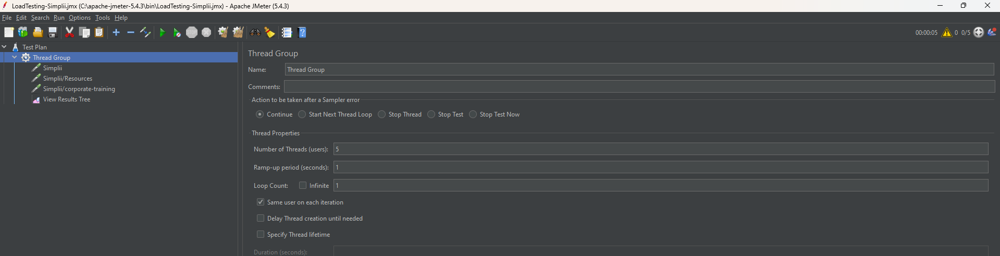 LoadTesting-Simplii.jmx (C:\apache-jmeter-5.4.3\bin\LoadTesting-Simplii.jmx) - Apache JMeter (5.4.3)
File Edit Search Run Options Tools Help
STOP
?
00:00:05 0 0/5
Test Plan
Thread Group
Simplii
Simplii/Resources
Simplii/corporate-training
View Results Tree
Thread Group
Name: Thread Group
Comments:
Action to be taken after a Sampler error
Continue Start Next Thread Loop Stop Thread Stop Test Stop Test Now
Thread Properties
Number of Threads (users): 5
Ramp-up period (seconds): 1
Loop Count: Infinite 1
Same user on each iteration
Delay Thread creation until needed
Specify Thread lifetime
Duration (seconds):